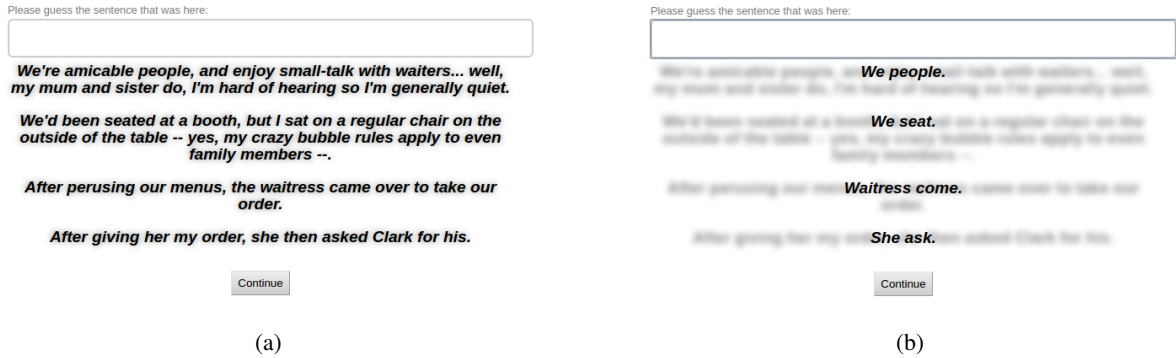 Please guess the sentence that was here:
We're amicable people, and enjoy small-talk with waiters... well,
my mum and sister do, I'm hard of hearing so I'm generally quiet.
We'd been seated at a booth, but I sat on a regular chair on the
outside of the table -- yes, my crazy bubble rules apply to even
family members --.
After perusing our menus, the waitress came over to take our
order.
After giving her my order, she then asked Clark for his.
Continue
(a)
Please guess the sentence that was here:
We people.
We seat.
Waitress come.
She ask.
Continue
(b)